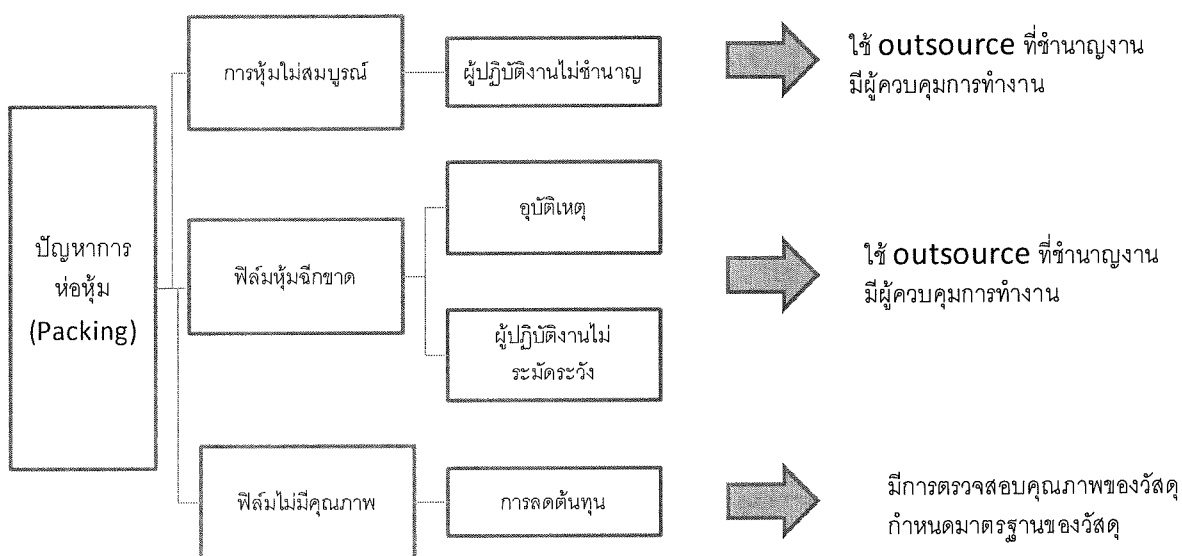 ปัญหาการ
ห่อหุ้ม
(Packing)
การหุ้มไม่สมบูรณ์
ผู้ปฏิบัติงานไม่ชำนาญ
ใช้ outsource ที่ชำนาญงาน
มีผู้ควบคุมการทำงาน
ฟิล์มหุ้มฉีกขาด
อุบัติเหตุ
ผู้ปฏิบัติงานไม่
ระมัดระวัง
ใช้ outsource ที่ชำนาญงาน
มีผู้ควบคุมการทำงาน
ฟิล์มไม่มีคุณภาพ
การลดต้นทุน
มีการตรวจสอบคุณภาพของวัสดุ
กำหนดมาตรฐานของวัสดุ